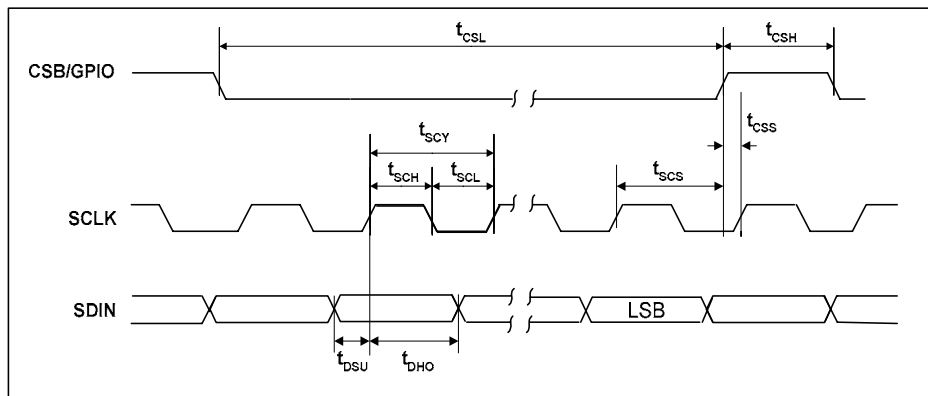 tCSL
tCSH
CSB/GPIO
tCSS
tSCY
tSCH
tSCL
tSCS
SCLK
SDIN
LSB
tDSU
tDHO